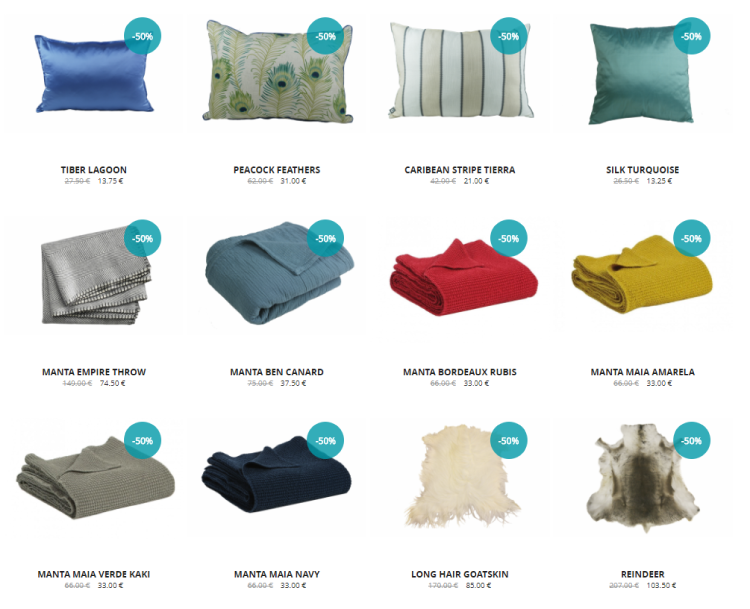 -50% -50% -50% -50%
TIBER LAGOON PEACOCK FEATHERS CARIBEAN STRIPE TIERRA SILK TURQUOISE
27.50 € 13.75 € 62.00 € 31.00 € 42.00 € 21.00 € 26.50 € 13.25 €
-50% -50% -50% -50%
MANTA EMPIRE THROW MANTA BEN CANARD MANTA BORDEAUX RUBIS MANTA MAIA AMARELA
149.00 € 74.50 € 75.00 € 37.50 € 66.00 € 33.00 € 66.00 € 33.00 €
-50% -50% -50% -50%
MANTA MAIA VERDE KAKI MANTA MAIA NAVY LONG HAIR GOATSKIN REINDEER
66.00 € 33.00 € 66.00 € 33.00 € 170.00 € 85.00 € 207.00 € 103.50 €